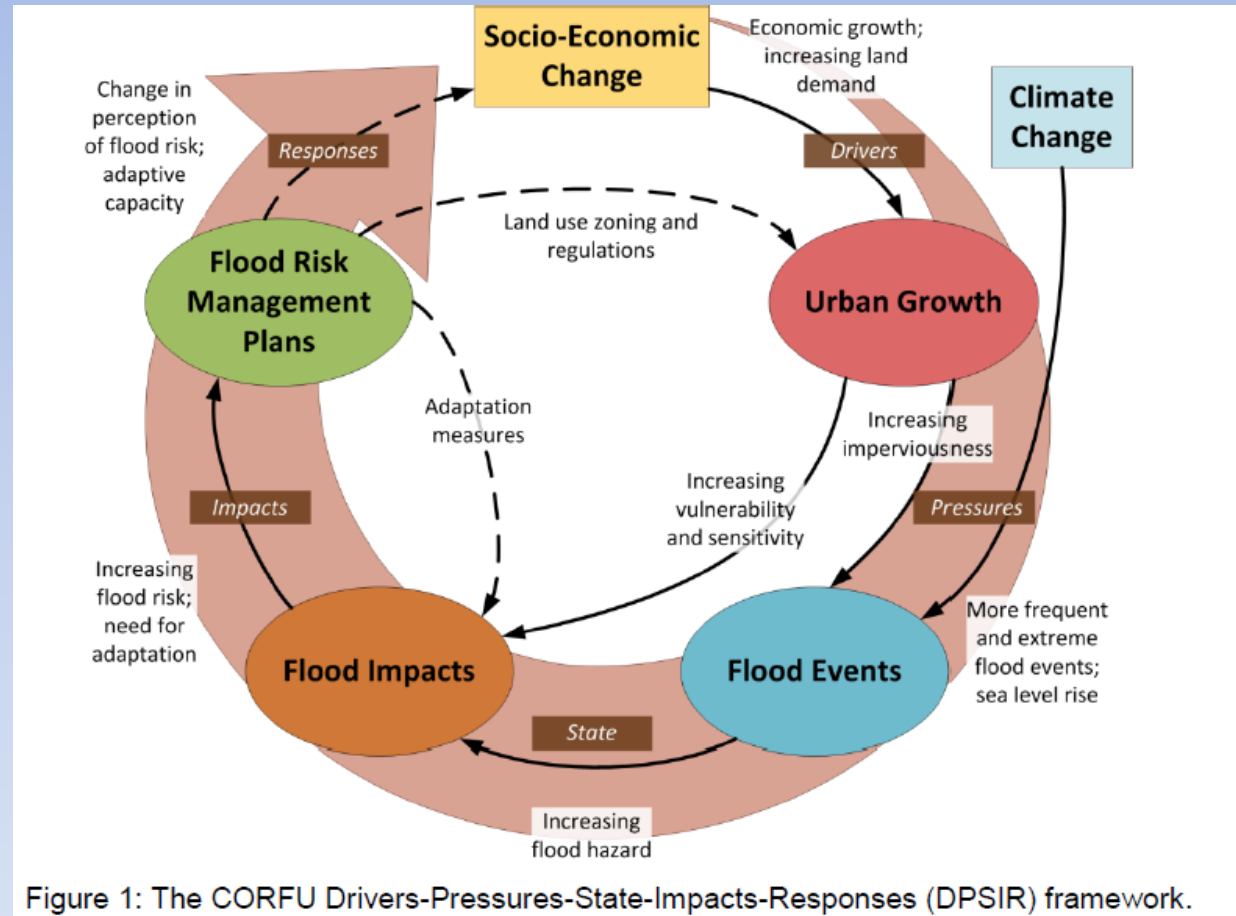 Socio-Economic
Change
Economic growth;
increasing land
demand
Climate
Change
Change in
perception
of flood risk;
adaptive
capacity
Responses
Drivers
Land use zoning and
regulations
Flood Risk
Management
Plans
Urban Growth
Adaptation
measures
Increasing
imperviousness
Increasing
vulnerability
and sensitivity
Impacts
Pressures
Increasing
flood risk;
need for
adaptation
More frequent
and extreme
flood events;
sea level rise
Flood Impacts
Flood Events
State
Increasing
flood hazard
Figure 1: The CORFU Drivers-Pressures-State-Impacts-Responses (DPSIR) framework.